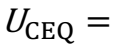 U_CEQ =